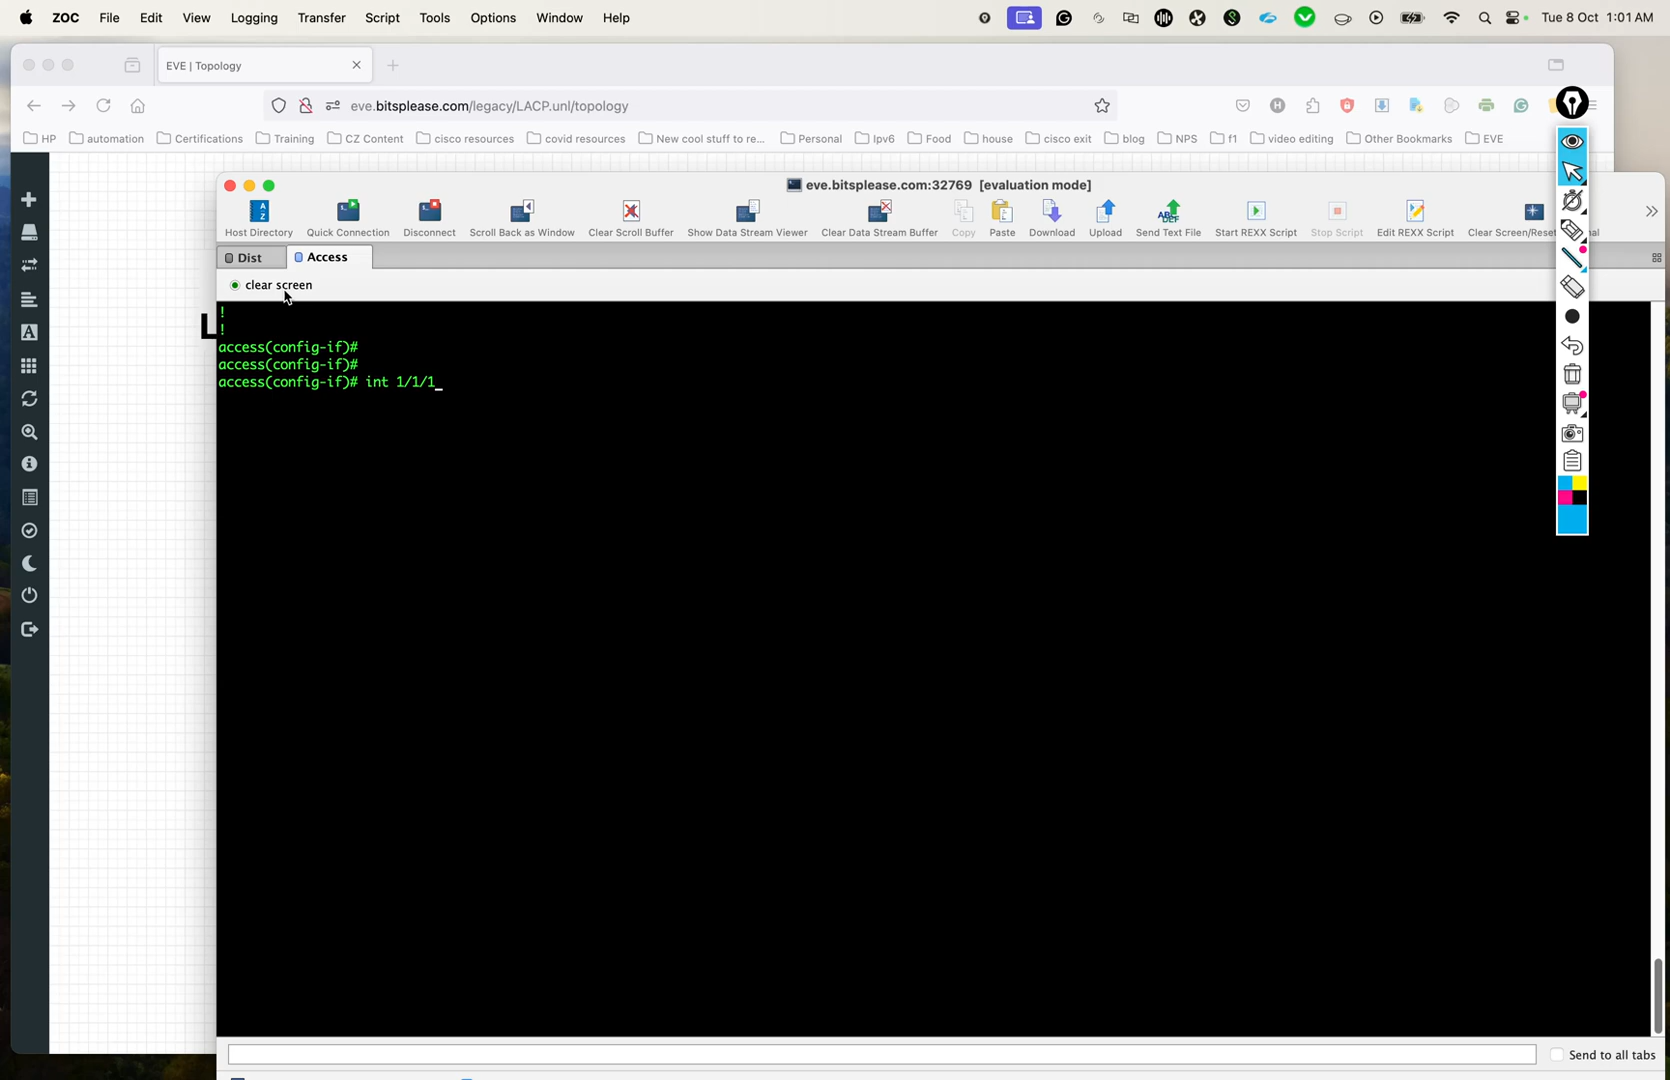 ZOC File Edit View Logging Transfer Script Tools Options Window Help Tue 8 Oct 1:01 AM
EVE | Topology
eve.bitsplease.com/legacy/LACP.unl/topology
HP automation Certifications Training CZ Content cisco resources covid resources New cool stuff to re... Personal Ipv6 Food house cisco exit blog NPS f1 video editing Other Bookmarks EVE
eve.bitsplease.com:32769 [evaluation mode]
Host Directory Quick Connection Disconnect Scroll Back as Window Clear Scroll Buffer Show Data Stream Viewer Clear Data Stream Buffer Copy Paste Download Upload Send Text File Start REXX Script Stop Script Edit REXX Script Clear Screen/Reset
Dist Access
clear screen
L
!
!
access(config-if)#
access(config-if)#
access(config-if)# int 1/1/1_
Send to all tabs